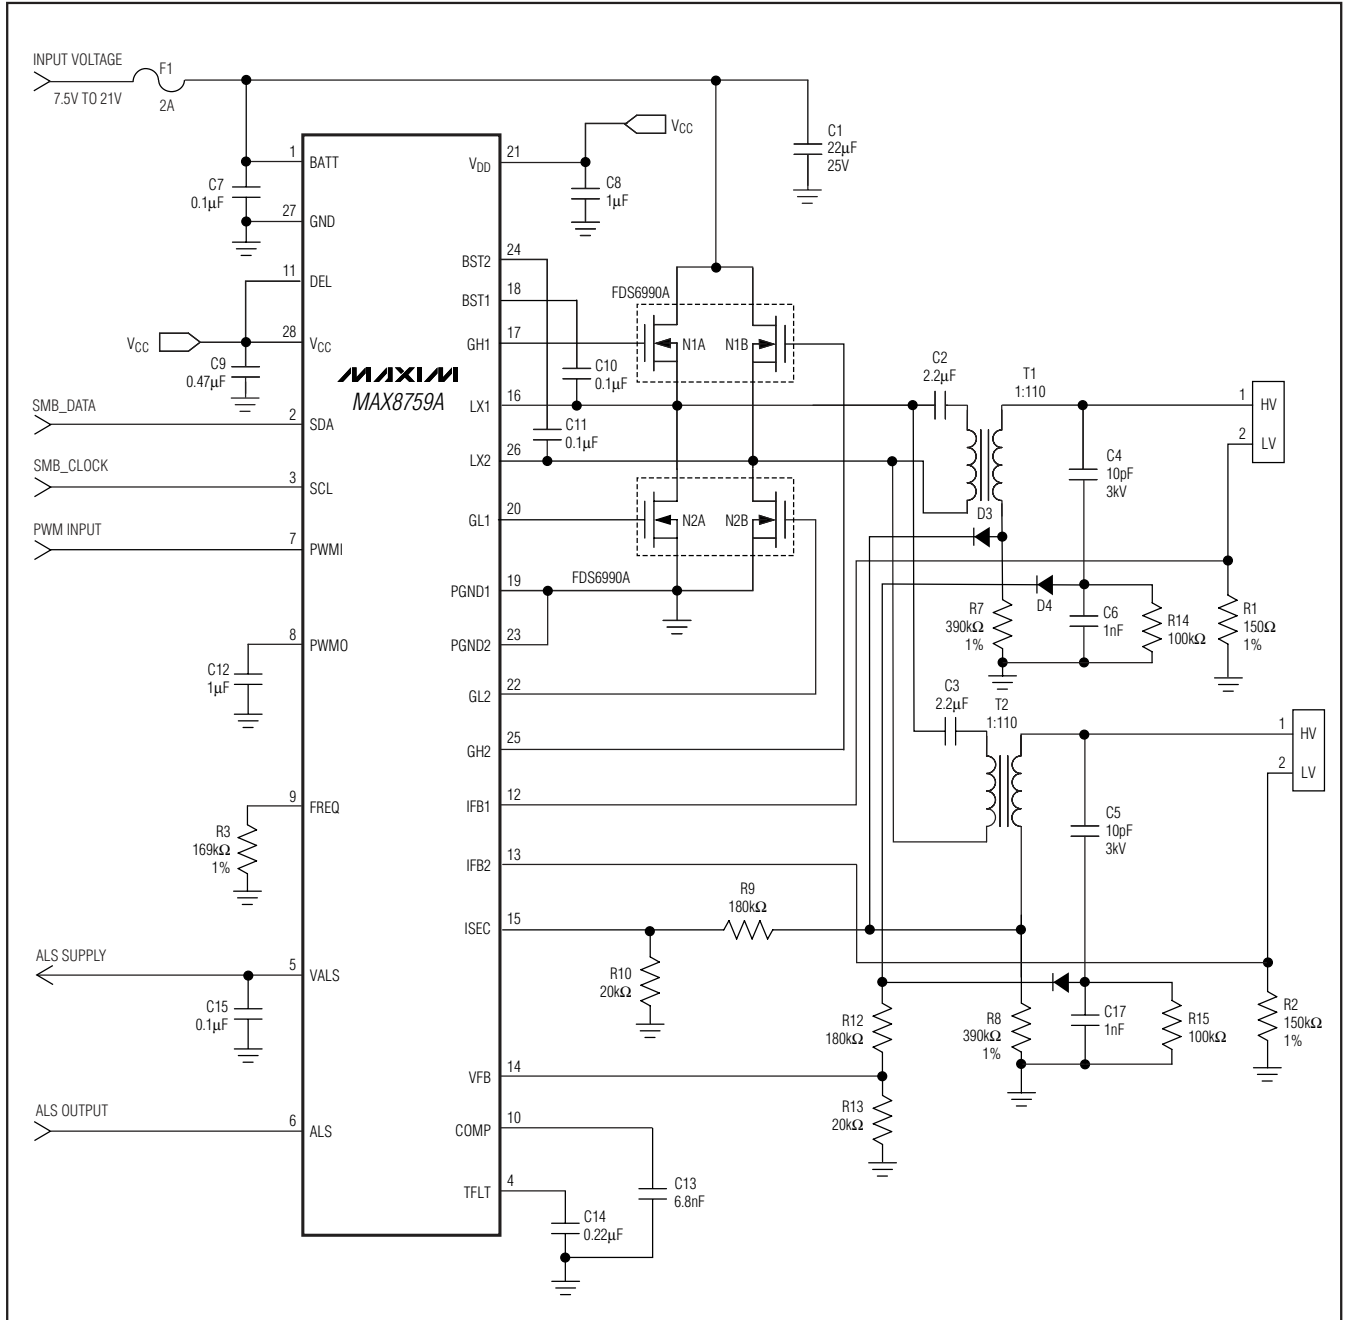 INPUT VOLTAGE
7.5V TO 21V
F1
2A
VCC
C1
22µF
25V
1 BATT
C7
0.1µF
27 GND
VDD 21
C8
1µF
11 DEL
VCC
28 VCC
C9
0.47µF
MAXIM
MAX8759A
BST2 24
BST1 18
GH1 17
FDS6990A
N1A
N1B
C10
0.1µF
LX1 16
C11
0.1µF
LX2 26
SMB_DATA
2 SDA
SMB_CLOCK
3 SCL
PWM INPUT
7 PWMI
GL1 20
N2A
N2B
FDS6990A
PGND1 19
PGND2 23
GL2 22
GH2 25
C2
2.2µF
T1
1:110
C4
10pF
3kV
1 HV
2 LV
D3
D4
R7
390kΩ
1%
C6
1nF
R14
100kΩ
R1
150Ω
1%
8 PWMO
C12
1µF
C3
2.2µF
T2
1:110
1 HV
2 LV
9 FREQ
R3
169kΩ
1%
IFB1 12
IFB2 13
C5
10pF
3kV
ISEC 15
R9
180kΩ
R10
20kΩ
ALS SUPPLY
5 VALS
C15
0.1µF
R12
180kΩ
R8
390kΩ
1%
C17
1nF
R15
100kΩ
R2
150kΩ
1%
VFB 14
R13
20kΩ
ALS OUTPUT
6 ALS
COMP 10
C13
6.8nF
TFLT 4
C14
0.22µF